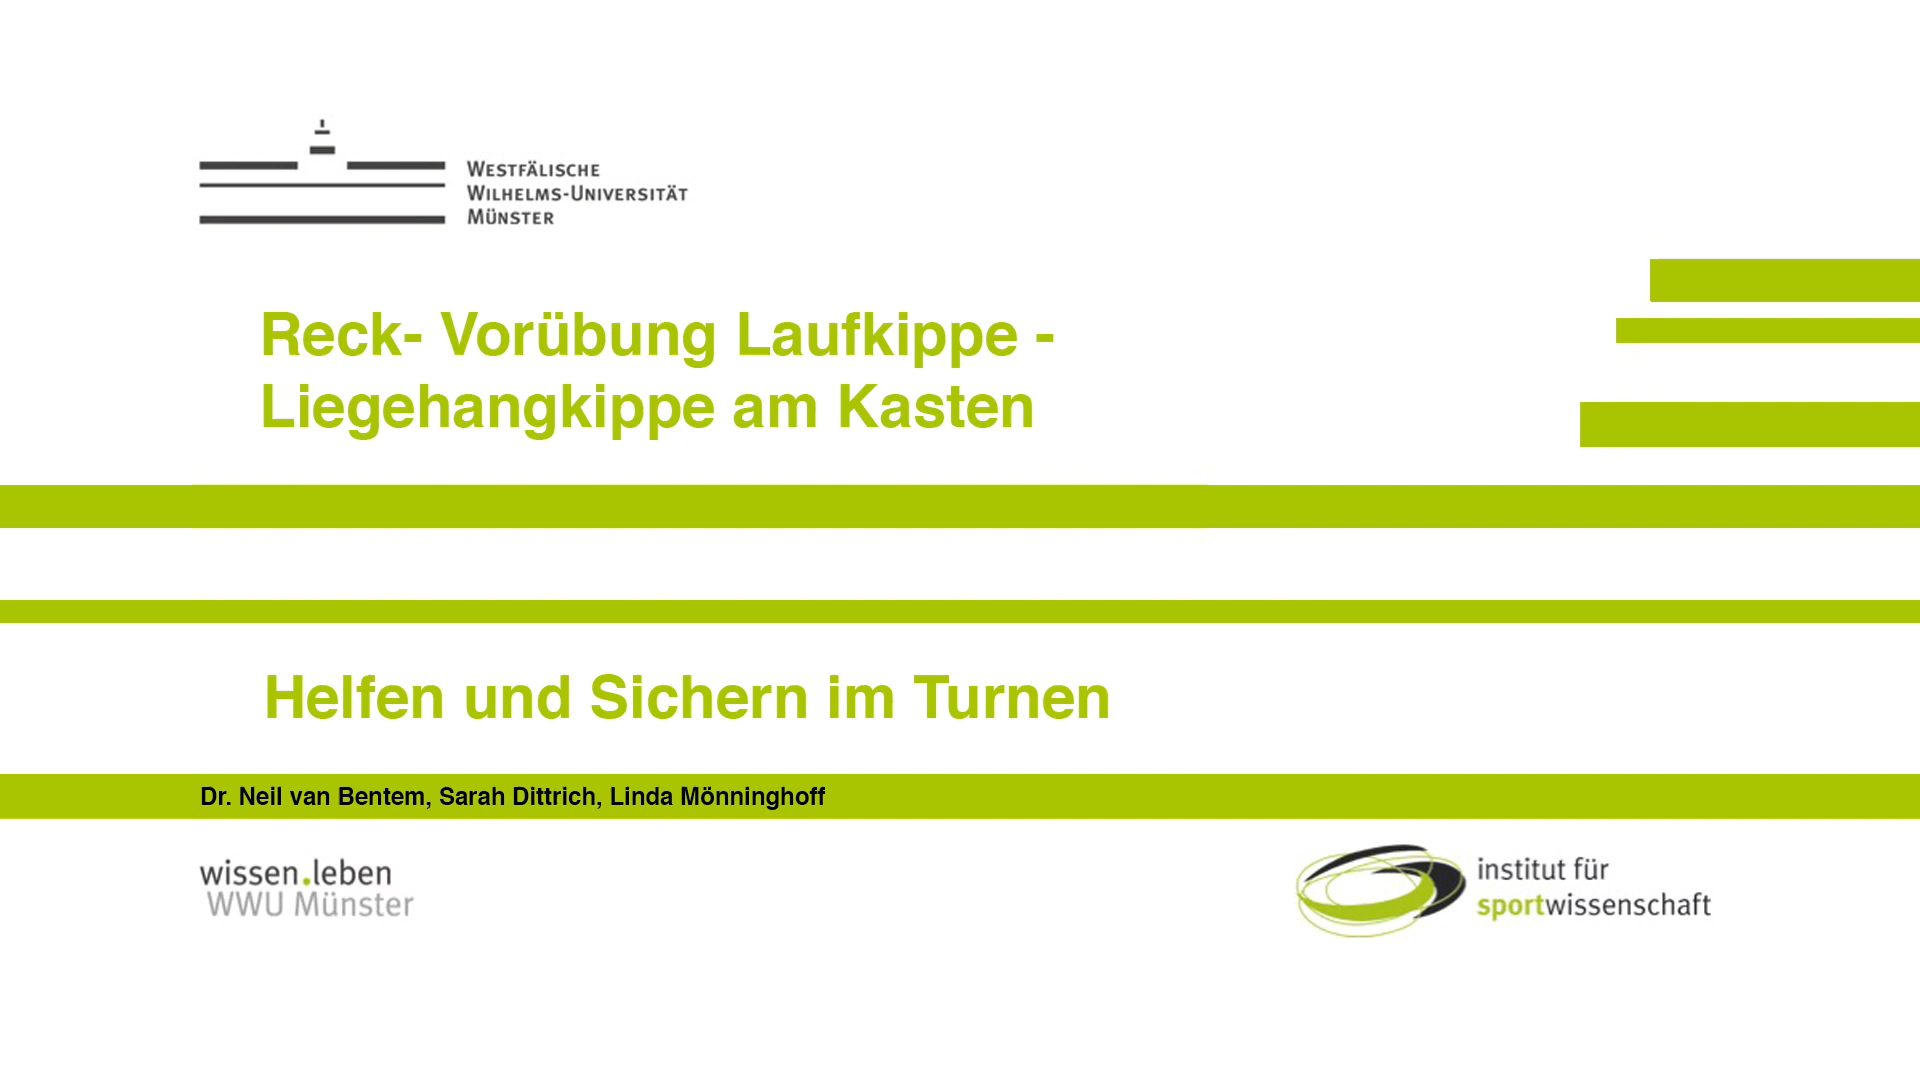 Westfälische
Wilhelms-Universität
Münster
Reck- Vorübung Laufkippe -
Liegehangkippe am Kasten
Helfen und Sichern im Turnen
Dr. Neil van Bentem, Sarah Dittrich, Linda Mönninghoff
wissen.leben
WWU Münster
institut für
sportwissenschaft